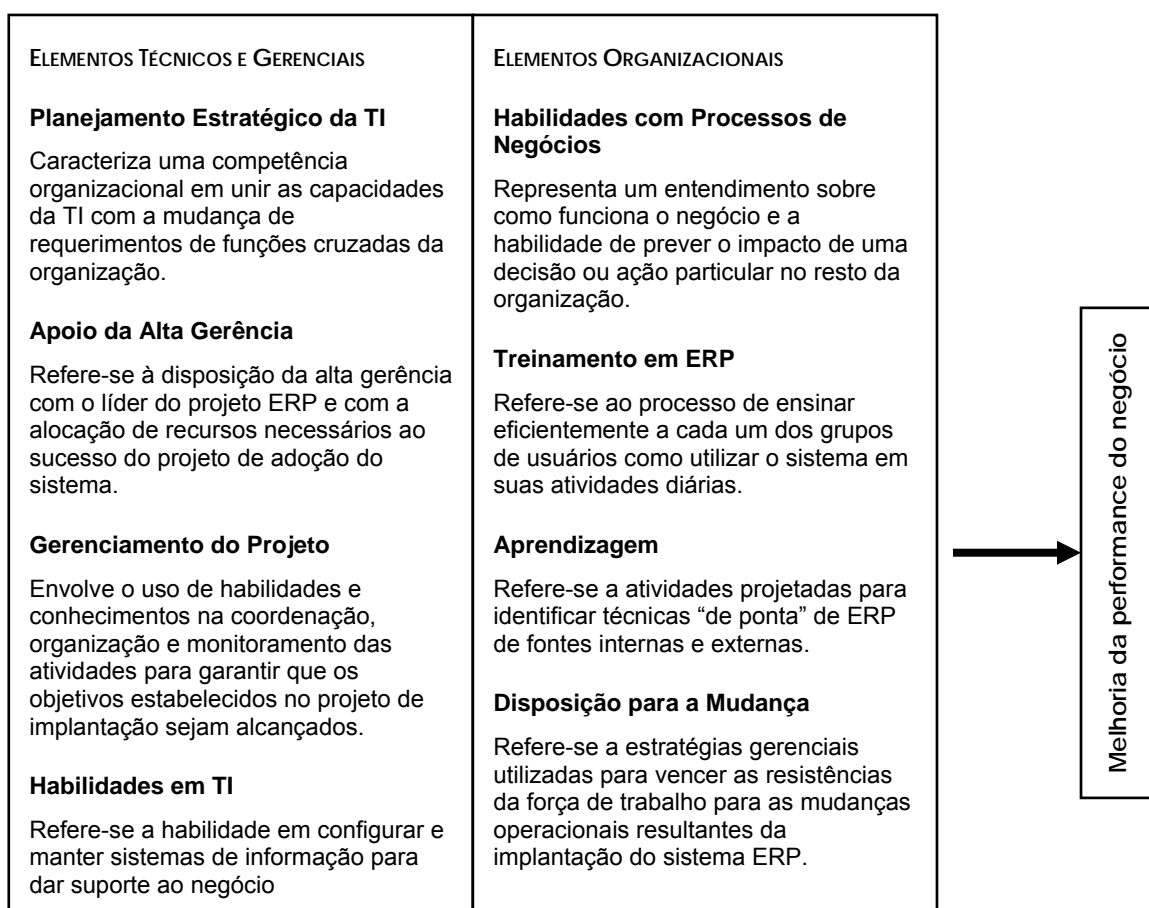 ELEMENTOS TÉCNICOS E GERENCIAIS
Planejamento Estratégico da TI
Caracteriza uma competência
organizacional em unir as capacidades
da TI com a mudança de
requerimentos de funções cruzadas da
organização.
Apoio da Alta Gerência
Refere-se à disposição da alta gerência
com o líder do projeto ERP e com a
alocação de recursos necessários ao
sucesso do projeto de adoção do
sistema.
Gerenciamento do Projeto
Envolve o uso de habilidades e
conhecimentos na coordenação,
organização e monitoramento das
atividades para garantir que os
objetivos estabelecidos no projeto de
implantação sejam alcançados.
Habilidades em TI
Refere-se a habilidade em configurar e
manter sistemas de informação para
dar suporte ao negócio
ELEMENTOS ORGANIZACIONAIS
Habilidades com Processos de
Negócios
Representa um entendimento sobre
como funciona o negócio e a
habilidade de prever o impacto de uma
decisão ou ação particular no resto da
organização.
Treinamento em ERP
Refere-se ao processo de ensinar
eficientemente a cada um dos grupos
de usuários como utilizar o sistema em
suas atividades diárias.
Aprendizagem
Refere-se a atividades projetadas para
identificar técnicas “de ponta” de ERP
de fontes internas e externas.
Disposição para a Mudança
Refere-se a estratégias gerenciais
utilizadas para vencer as resistências
da força de trabalho para as mudanças
operacionais resultantes da
implantação do sistema ERP.
Melhoria da performance do negócio